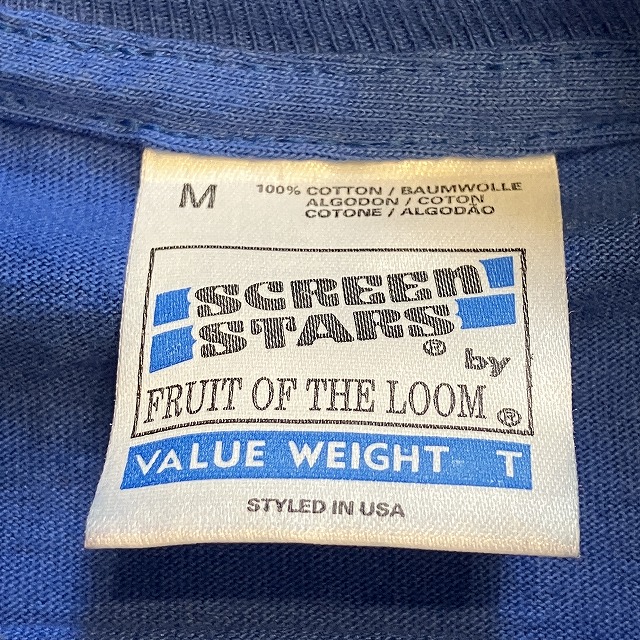 M
100% COTTON / BAUMWOLLE
ALGODON / COTON
COTONE / ALGODÃO
SCREEN
STARS®
by
FRUIT OF THE LOOM ®
VALUE WEIGHT T
STYLED IN USA